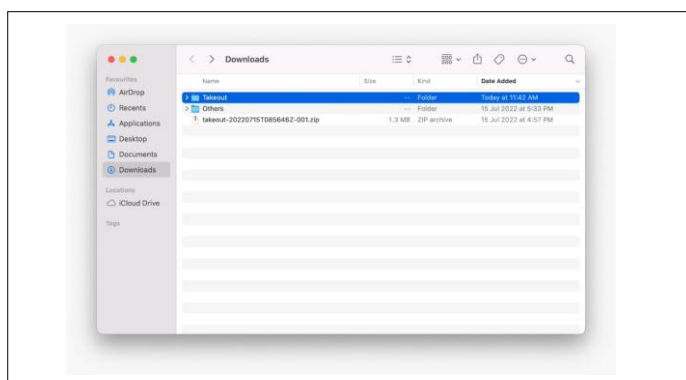 Downloads
Favourites
AirDrop
Recents
Applications
Desktop
Documents
Downloads
Locations
iCloud Drive
Tags
Name Size Kind Date Added
Takeout -- Folder Today at 11:42 AM
Others -- Folder 15 Jul 2022 at 5:33 PM
takeout-20220715T085646Z-001.zip 1.3 MB ZIP archive 15 Jul 2022 at 4:57 PM